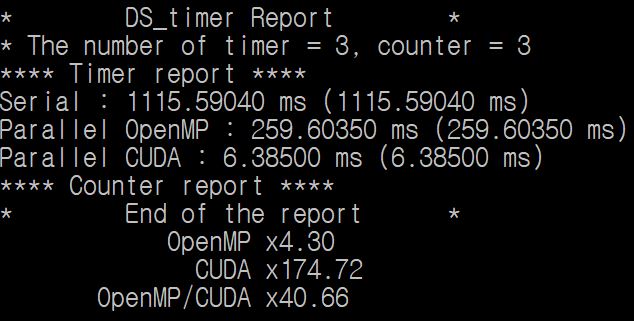 *       DS_timer Report        *
* The number of timer = 3, counter = 3
**** Timer report ****
Serial : 1115.59040 ms (1115.59040 ms)
Parallel OpenMP : 259.60350 ms (259.60350 ms)
Parallel CUDA : 6.38500 ms (6.38500 ms)
**** Counter report ****
*       End of the report      *
OpenMP x4.30
CUDA x174.72
OpenMP/CUDA x40.66